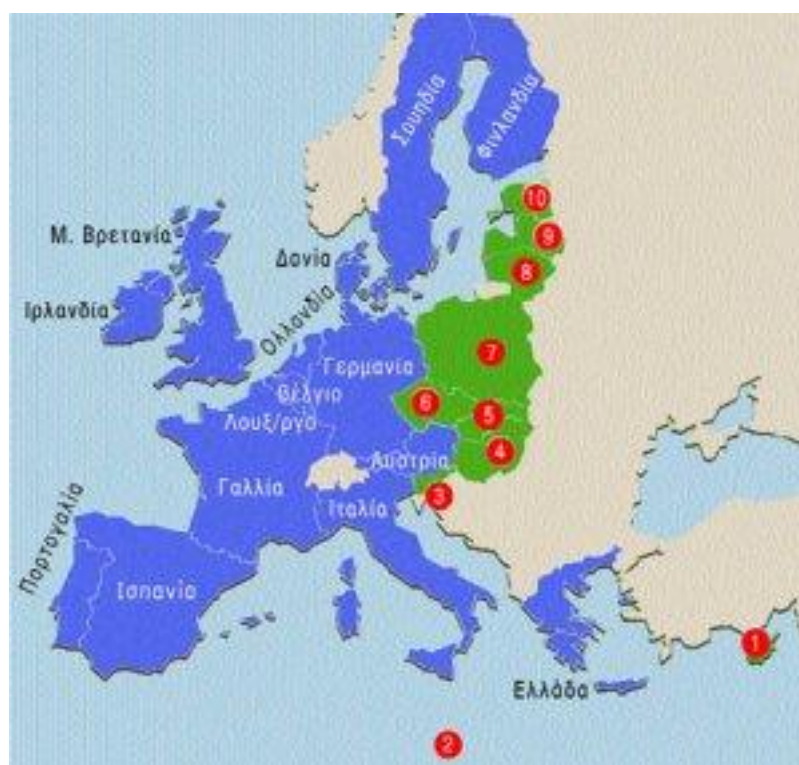 Σουηδία
Φινλανδία
10
Μ. Βρετανία
9
Δανία
8
Ιρλανδία
Ολλανδία
7
Γερμανία
Βέλγιο
6
5
Λουξ/ργο
4
Αυστρία
Γαλλία
3
Ιταλία
Πορτογαλία
Ισπανία
1
Ελλάδα
2